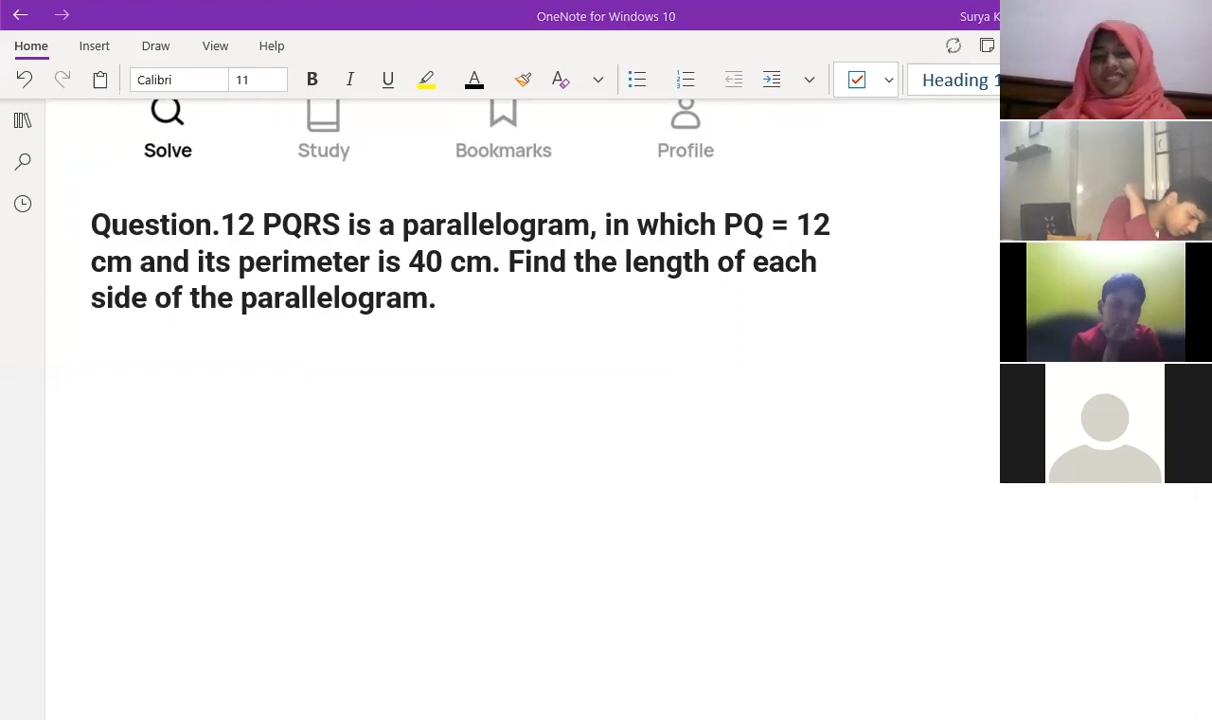 OneNote for Windows 10
Surya K
Home Insert Draw View Help
Calibri 11 B I U A A Heading 1
Solve Study Bookmarks Profile
Question.12 PQRS is a parallelogram, in which PQ = 12
cm and its perimeter is 40 cm. Find the length of each
side of the parallelogram.